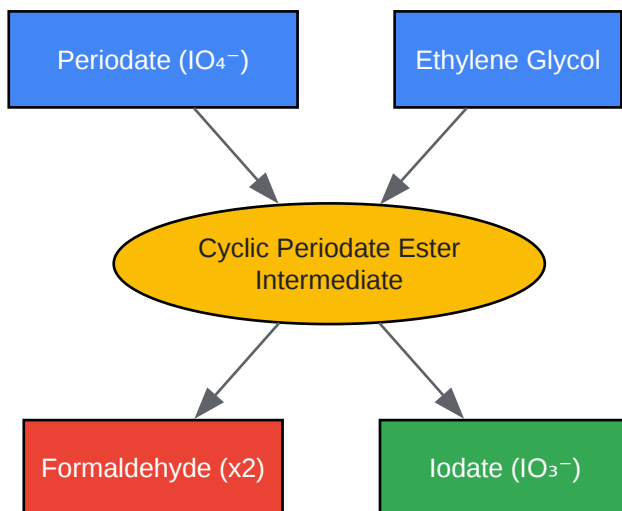 Periodate (IO₄⁻)
Ethylene Glycol
Cyclic Periodate Ester
Intermediate
Formaldehyde (x2)
Iodate (IO₃⁻)